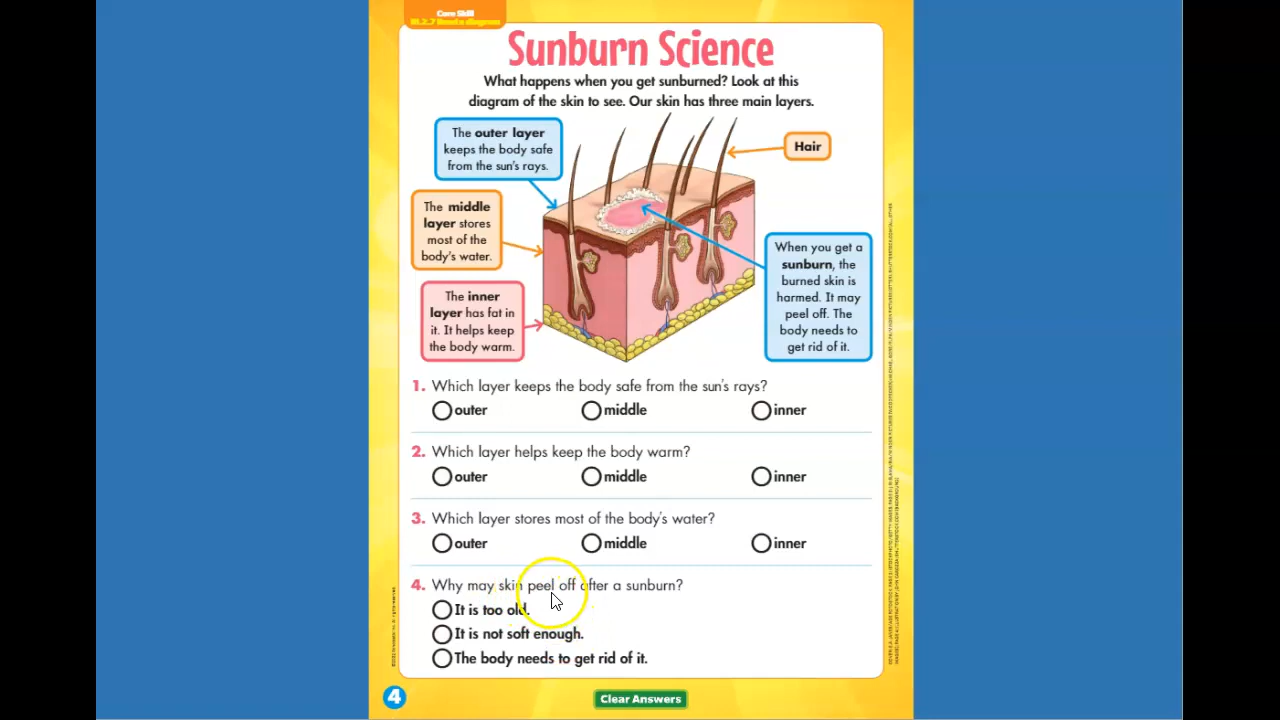 Core Skill
Sunburn Science
What happens when you get sunburned? Look at this
diagram of the skin to see. Our skin has three main layers.
The outer layer
keeps the body safe
from the sun's rays.
Hair
The middle
layer stores
most of the
body's water.
The inner
layer has fat in
it. It helps keep
the body warm.
When you get a
sunburn, the
burned skin is
harmed. It may
peel off. The
body needs to
get rid of it.
1. Which layer keeps the body safe from the sun's rays?
outer middle inner
2. Which layer helps keep the body warm?
outer middle inner
3. Which layer stores most of the body's water?
outer middle inner
4. Why may skin peel off after a sunburn?
It is too old.
It is not soft enough.
The body needs to get rid of it.
4
Clear Answers